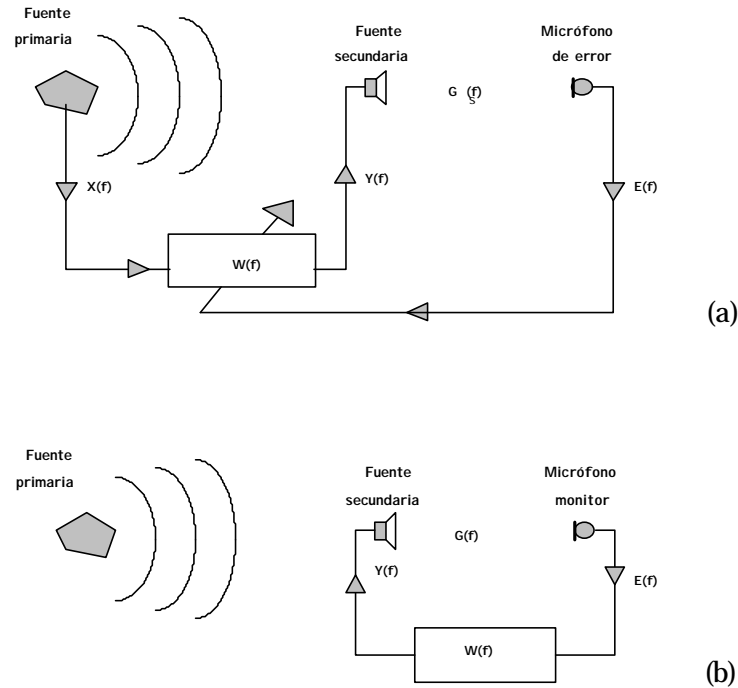 Fuente
primaria
Fuente
secundaria
Micrófono
de error
G (f)
S
X(f)
Y(f)
E(f)
W(f)
(a)
Fuente
primaria
Fuente
secundaria
Micrófono
monitor
G(f)
Y(f)
E(f)
W(f)
(b)